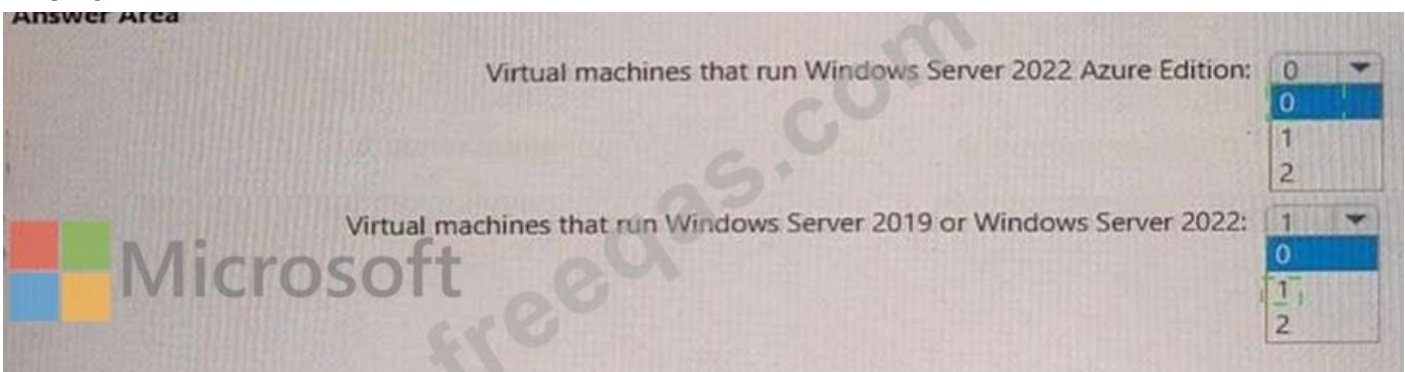 Answer Area
Virtual machines that run Windows Server 2022 Azure Edition: 0
0
1
2
Virtual machines that run Windows Server 2019 or Windows Server 2022: 1
0
1
2
Microsoft
freeqas.com